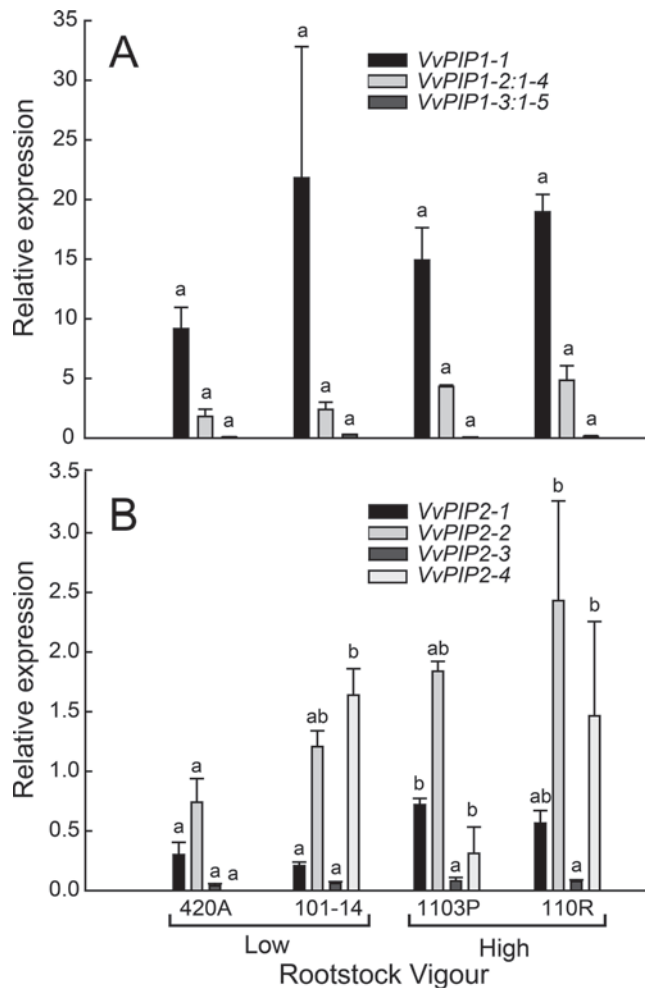 A
VvPIP1-1
VvPIP1-2:1-4
VvPIP1-3:1-5
Relative expression
35
30
25
20
15
10
5
0
a a a a a a a a a a a a
B
VvPIP2-1
VvPIP2-2
VvPIP2-3
VvPIP2-4
Relative expression
3.5
3.0
2.5
2.0
1.5
1.0
0.5
0.0
a a a a a ab a b b ab a b ab b a b
420A 101-14 1103P 110R
Low High
Rootstock Vigour